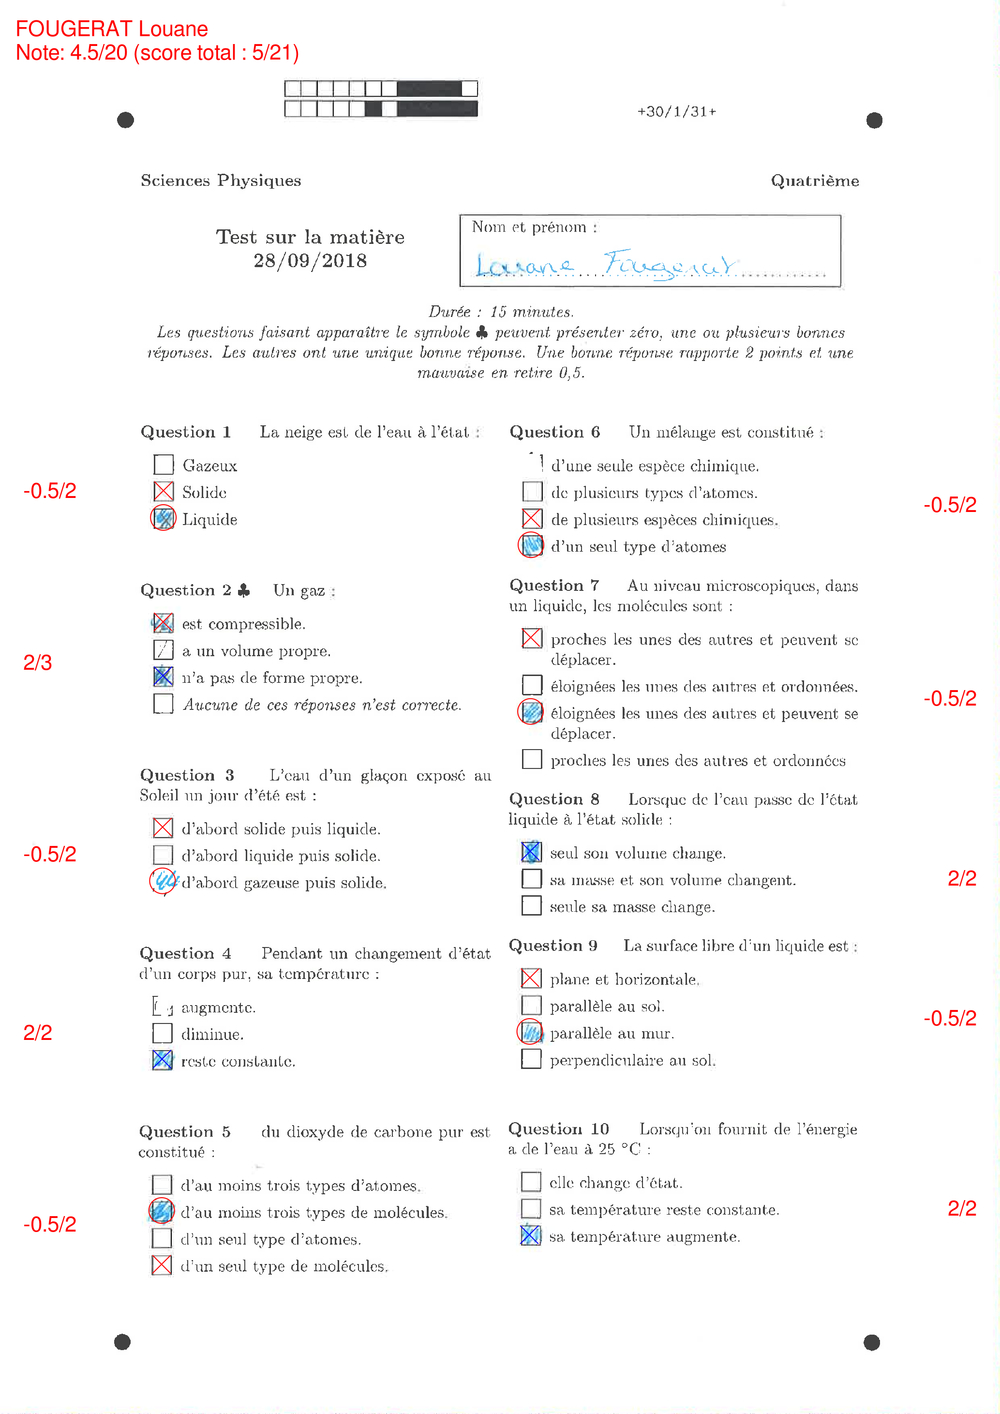 FOUGERAT Louane
Note: 4.5/20 (score total : 5/21)
+30/1/31+
Sciences Physiques
Quatrième
Test sur la matière
28/09/2018
Nom et prénom :
Louane Fougerat
Durée : 15 minutes.
Les questions faisant apparaître le symbole ♣ peuvent présenter zéro, une ou plusieurs bonnes
réponses. Les autres ont une unique bonne réponse. Une bonne réponse rapporte 2 points et une
mauvaise en retire 0,5.
Question 1 La neige est de l'eau à l'état :
Gazeux
-0.5/2
Solide
Liquide
Question 2 ♣ Un gaz :
est compressible.
a un volume propre.
2/3
n'a pas de forme propre.
Aucune de ces réponses n'est correcte.
Question 3 L'eau d'un glaçon exposé au
Soleil un jour d'été est :
d'abord solide puis liquide.
-0.5/2
d'abord liquide puis solide.
d'abord gazeuse puis solide.
Question 4 Pendant un changement d'état
d'un corps pur, sa température :
augmente.
2/2
diminue.
reste constante.
Question 5 du dioxyde de carbone pur est
constitué :
d'au moins trois types d'atomes.
d'au moins trois types de molécules.
-0.5/2
d'un seul type d'atomes.
d'un seul type de molécules.
Question 6 Un mélange est constitué :
d'une seule espèce chimique.
de plusieurs types d'atomes.
-0.5/2
de plusieurs espèces chimiques.
d'un seul type d'atomes
Question 7 Au niveau microscopiques, dans
un liquide, les molécules sont :
proches les unes des autres et peuvent se
déplacer.
éloignées les unes des autres et ordonnées.
-0.5/2
éloignées les unes des autres et peuvent se
déplacer.
proches les unes des autres et ordonnées
Question 8 Lorsque de l'eau passe de l'état
liquide à l'état solide :
seul son volume change.
sa masse et son volume changent.
2/2
seule sa masse change.
Question 9 La surface libre d'un liquide est :
plane et horizontale.
parallèle au sol.
-0.5/2
parallèle au mur.
perpendiculaire au sol.
Question 10 Lorsqu'on fournit de l'énergie
a de l'eau à 25 °C :
elle change d'état.
sa température reste constante.
2/2
sa température augmente.